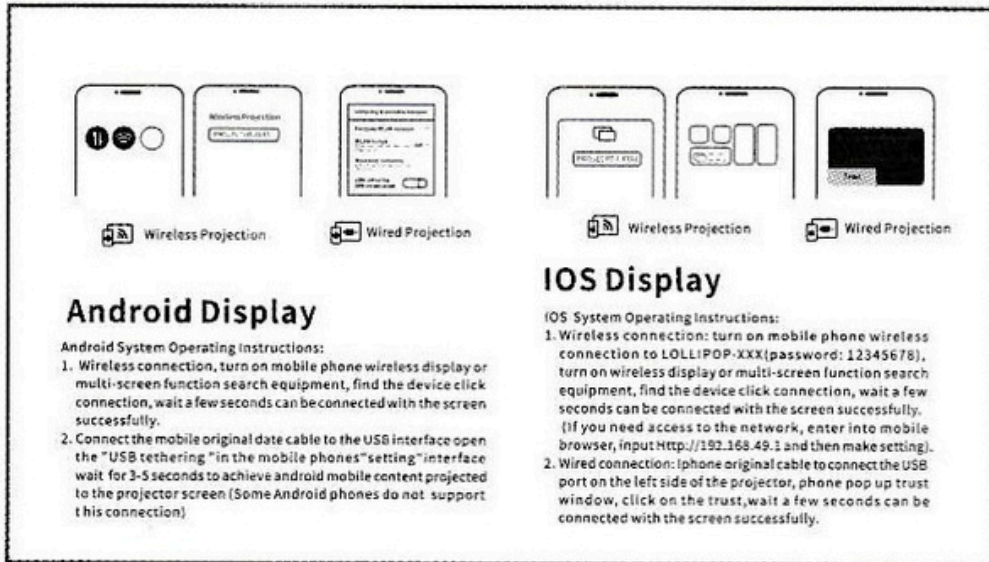 Wireless Projection
Wireless Projection
Wired Projection
Wireless Projection
Wired Projection
Android Display
Android System Operating Instructions:
1. Wireless connection, turn on mobile phone wireless display or
multi-screen function search equipment, find the device click
connection, wait a few seconds can be connected with the screen
successfully.
2. Connect the mobile original date cable to the USB interface open
the "USB tethering "in the mobile phones"setting"interface
wait for 3-5 seconds to achieve android mobile content projected
to the projector screen (Some Android phones do not support
this connection)
IOS Display
IOS System Operating Instructions:
1. Wireless connection: turn on mobile phone wireless
connection to LOLLIPOP-XXX(password: 12345678),
turn on wireless display or multi-screen function search
equipment, find the device click connection, wait a few
seconds can be connected with the screen successfully.
(If you need access to the network, enter into mobile
browser, input Http://192.168.49.1 and then make setting).
2. Wired connection: Iphone original cable to connect the USB
port on the left side of the projector, phone pop up trust
window, click on the trust,wait a few seconds can be
connected with the screen successfully.